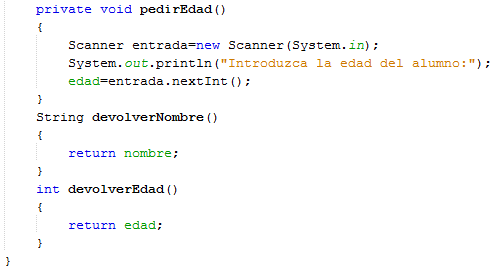 private void pedirEdad()
{
Scanner entrada=new Scanner(System.in);
System.out.println("Introduzca la edad del alumno:");
edad=entrada.nextInt();
}
String devolverNombre()
{
return nombre;
}
int devolverEdad()
{
return edad;
}
}